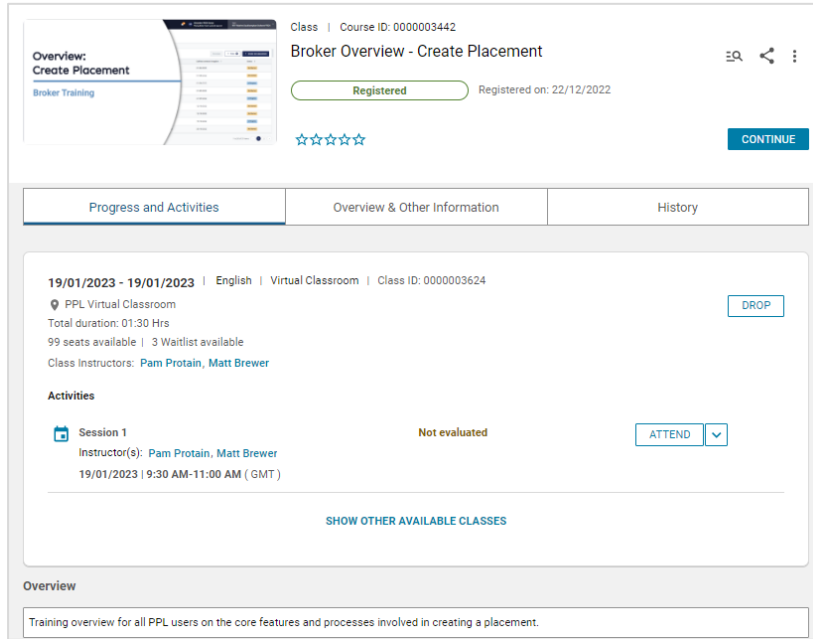 Class | Course ID: 0000003442
Overview:
Create Placement
Broker Training
Broker Overview - Create Placement
Registered
Registered on: 22/12/2022
CONTINUE
Progress and Activities
Overview & Other Information
History
19/01/2023 - 19/01/2023 | English | Virtual Classroom | Class ID: 0000003624
PPL Virtual Classroom
DROP
Total duration: 01:30 Hrs
99 seats available | 3 Waitlist available
Class Instructors: Pam Protain, Matt Brewer
Activities
Session 1
Not evaluated
ATTEND
Instructor(s): Pam Protain, Matt Brewer
19/01/2023 | 9:30 AM-11:00 AM ( GMT )
SHOW OTHER AVAILABLE CLASSES
Overview
Training overview for all PPL users on the core features and processes involved in creating a placement.